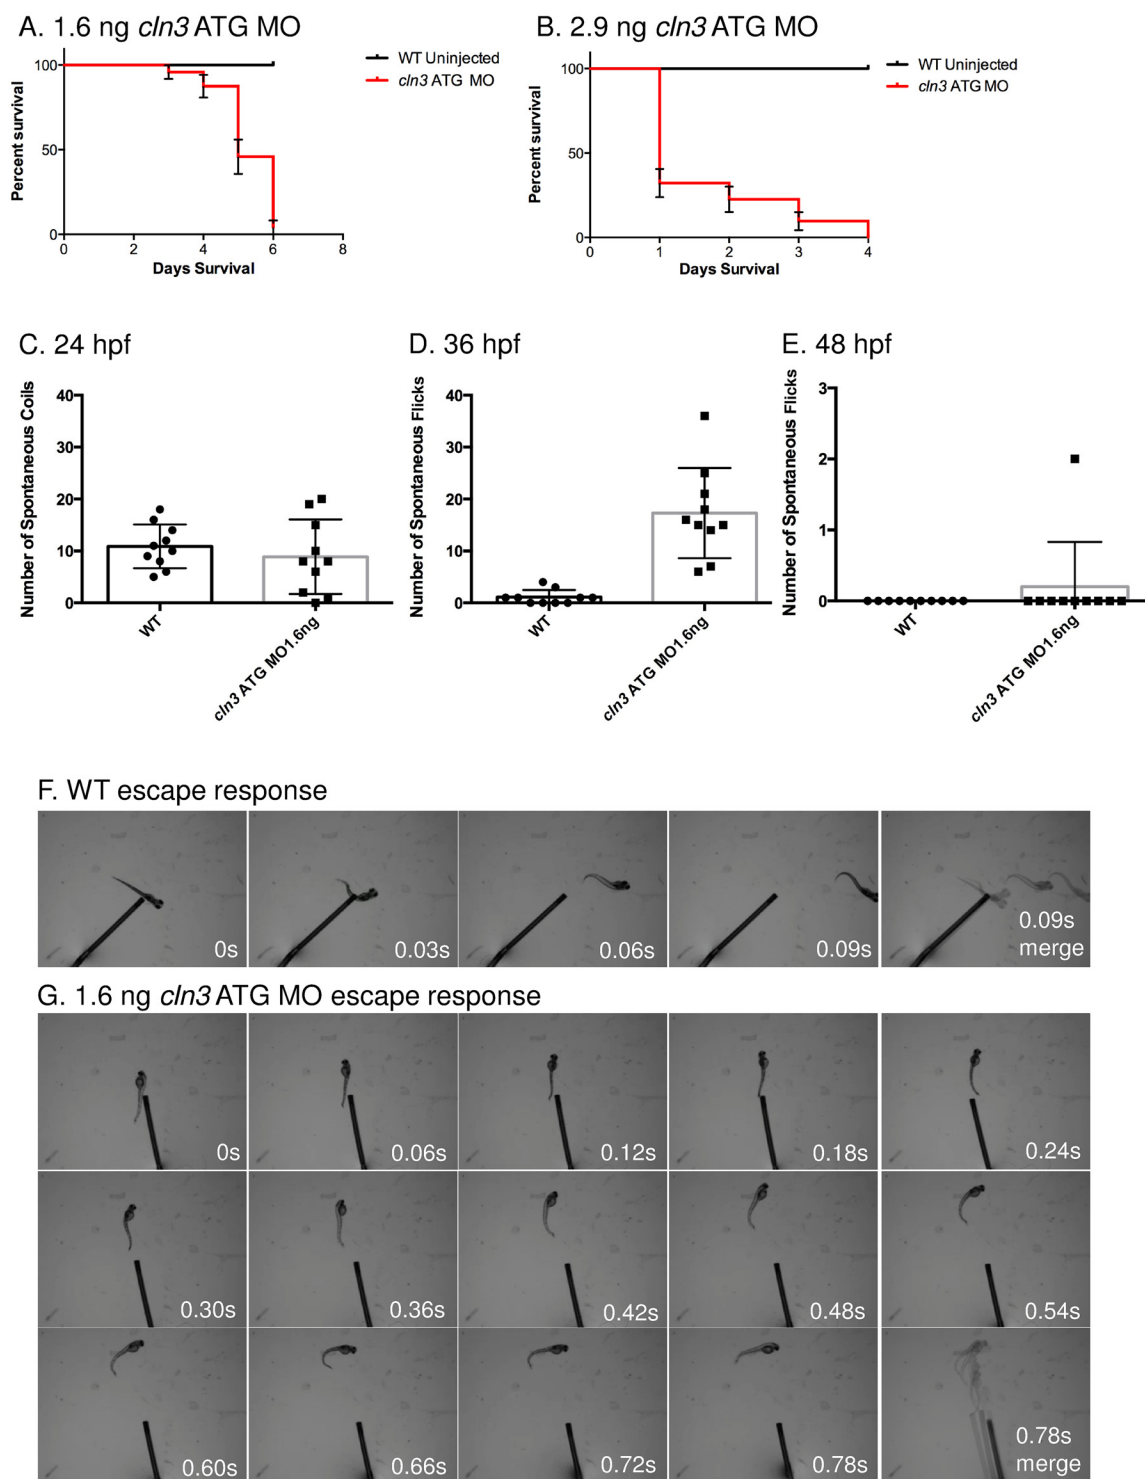 A. 1.6 ng cln3 ATG MO
B. 2.9 ng cln3 ATG MO
Percent survival
100
50
0
0 2 4 6 8
Days Survival
WT Uninjected
cln3 ATG MO
Percent survival
100
50
0
0 1 2 3 4
Days Survival
WT Uninjected
cln3 ATG MO
C. 24 hpf
D. 36 hpf
E. 48 hpf
Number of Spontaneous Coils
40
30
20
10
0
WT
cln3 ATG MO1.6ng
Number of Spontaneous Flicks
40
30
20
10
0
WT
cln3 ATG MO1.6ng
Number of Spontaneous Flicks
3
2
1
0
WT
cln3 ATG MO1.6ng
F. WT escape response
0s
0.03s
0.06s
0.09s
0.09s
merge
G. 1.6 ng cln3 ATG MO escape response
0s
0.06s
0.12s
0.18s
0.24s
0.30s
0.36s
0.42s
0.48s
0.54s
0.60s
0.66s
0.72s
0.78s
0.78s
merge